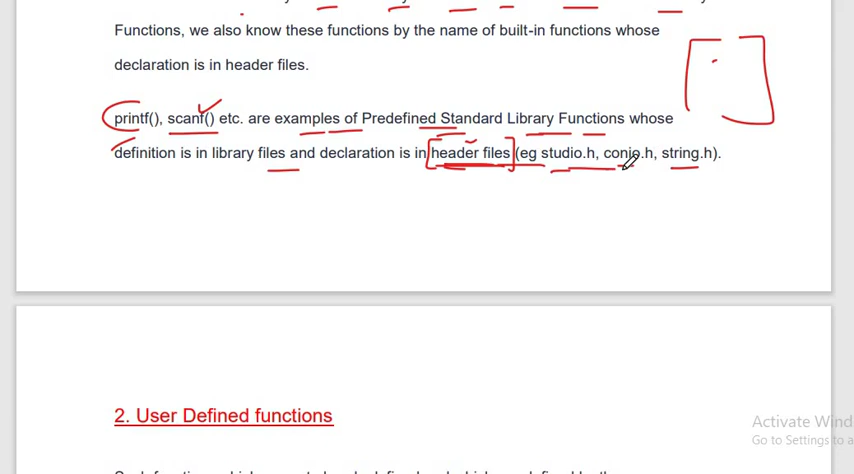 Functions, we also know these functions by the name of built-in functions whose
declaration is in header files.
printf(), scanf() etc. are examples of Predefined Standard Library Functions whose
definition is in library files and declaration is in header files (eg studio.h, conio.h, string.h).
2. User Defined functions
Activate Wind
Go to Settings to a